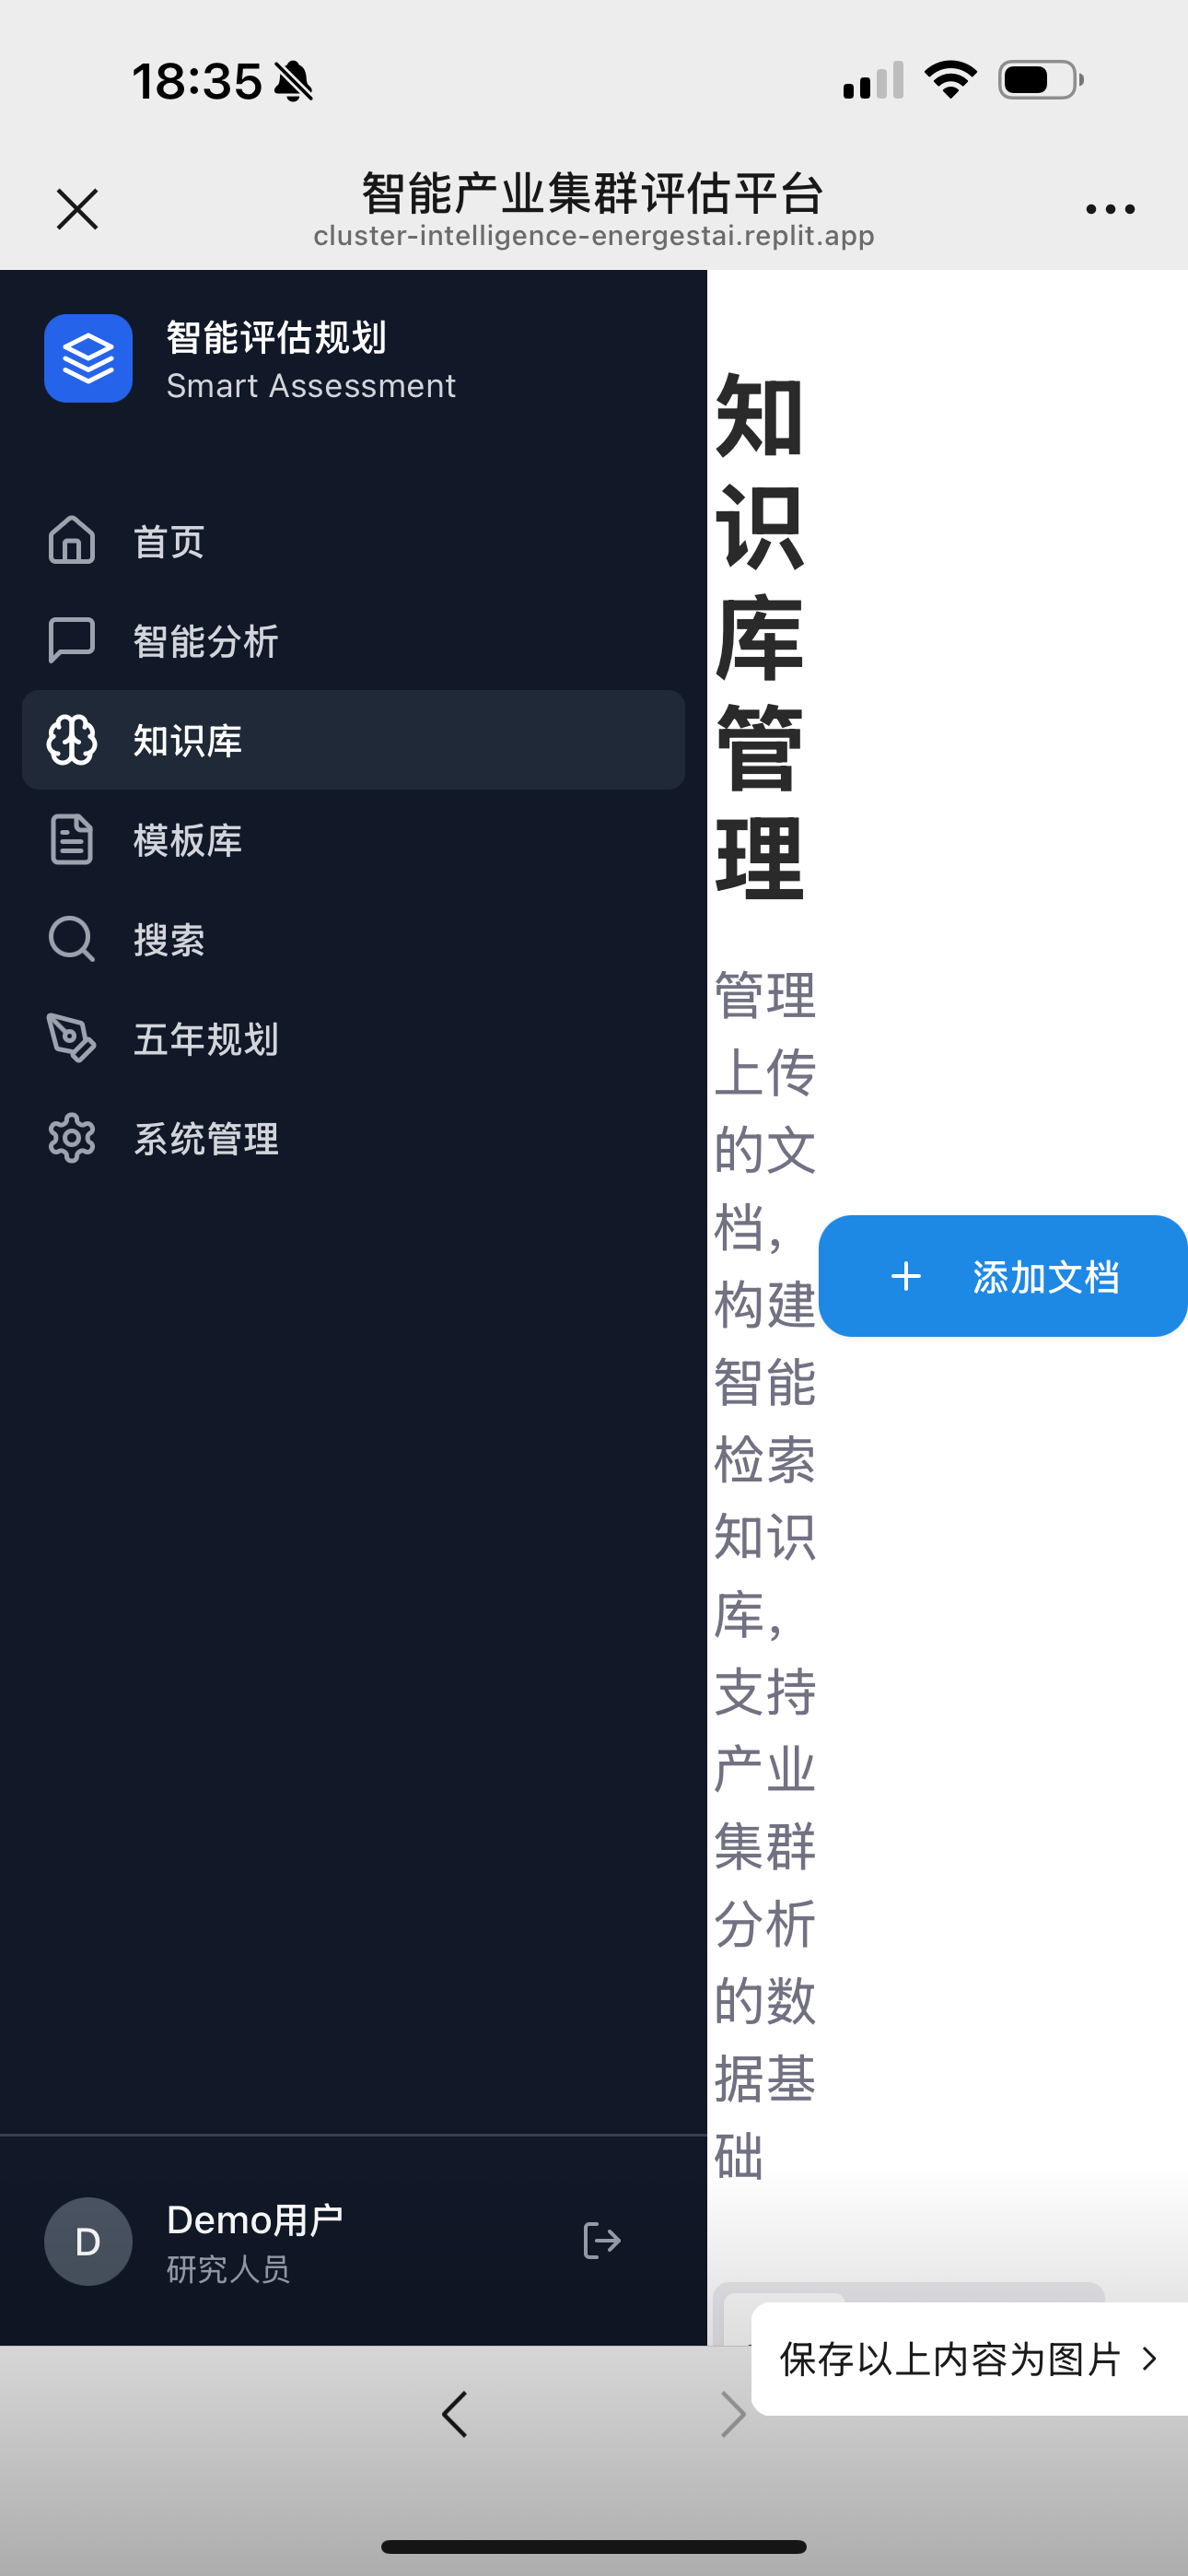 18:35
智能产业集群评估平台
cluster-intelligence-energestai.replit.app
智能评估规划
Smart Assessment
首页
智能分析
知识库
模板库
搜索
五年规划
系统管理
Demo用户
D
研究人员
知
识
库
管
理
管理
上传
的文
档，
构建
智能
检索
知识
库，
支持
产业
集群
分析
的数
据基
础
添加文档
保存以上内容为图片